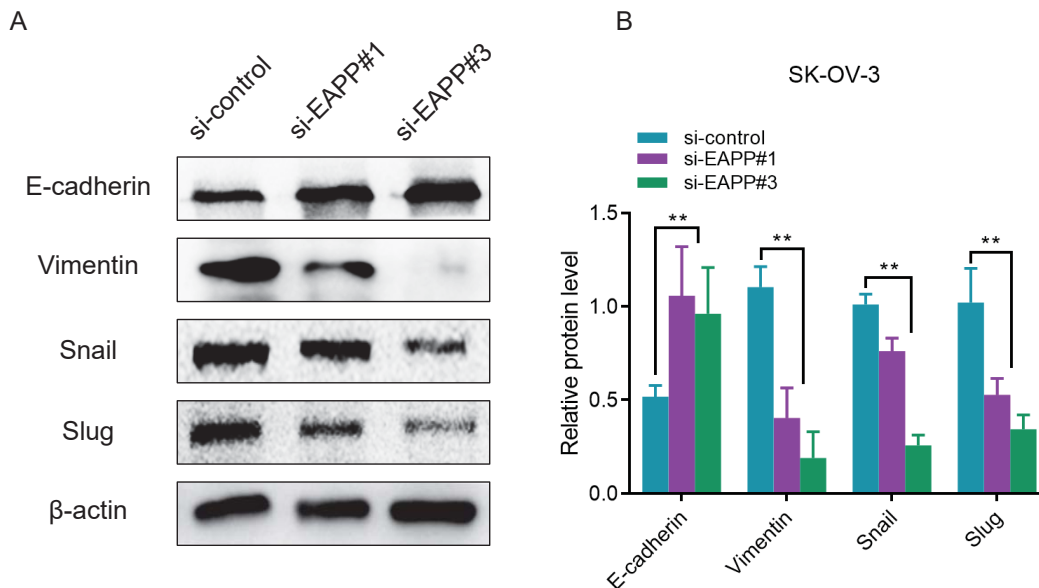 A
si-control
si-EAPP#1
si-EAPP#3
E-cadherin
Vimentin
Snail
Slug
β-actin
B
SK-OV-3
si-control
si-EAPP#1
si-EAPP#3
Relative protein level
1.5
1.0
0.5
0.0
**
**
**
**
E-cadherin
Vimentin
Snail
Slug